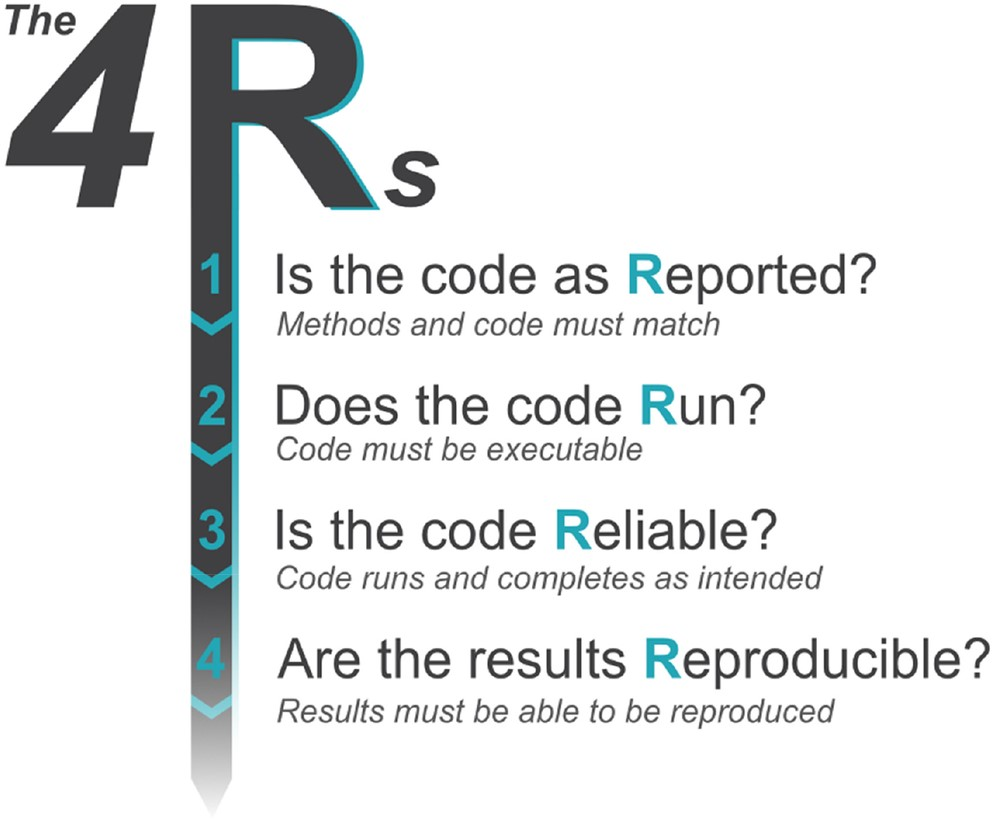 The
4Rs
1 Is the code as Reported?
Methods and code must match
2 Does the code Run?
Code must be executable
3 Is the code Reliable?
Code runs and completes as intended
4 Are the results Reproducible?
Results must be able to be reproduced